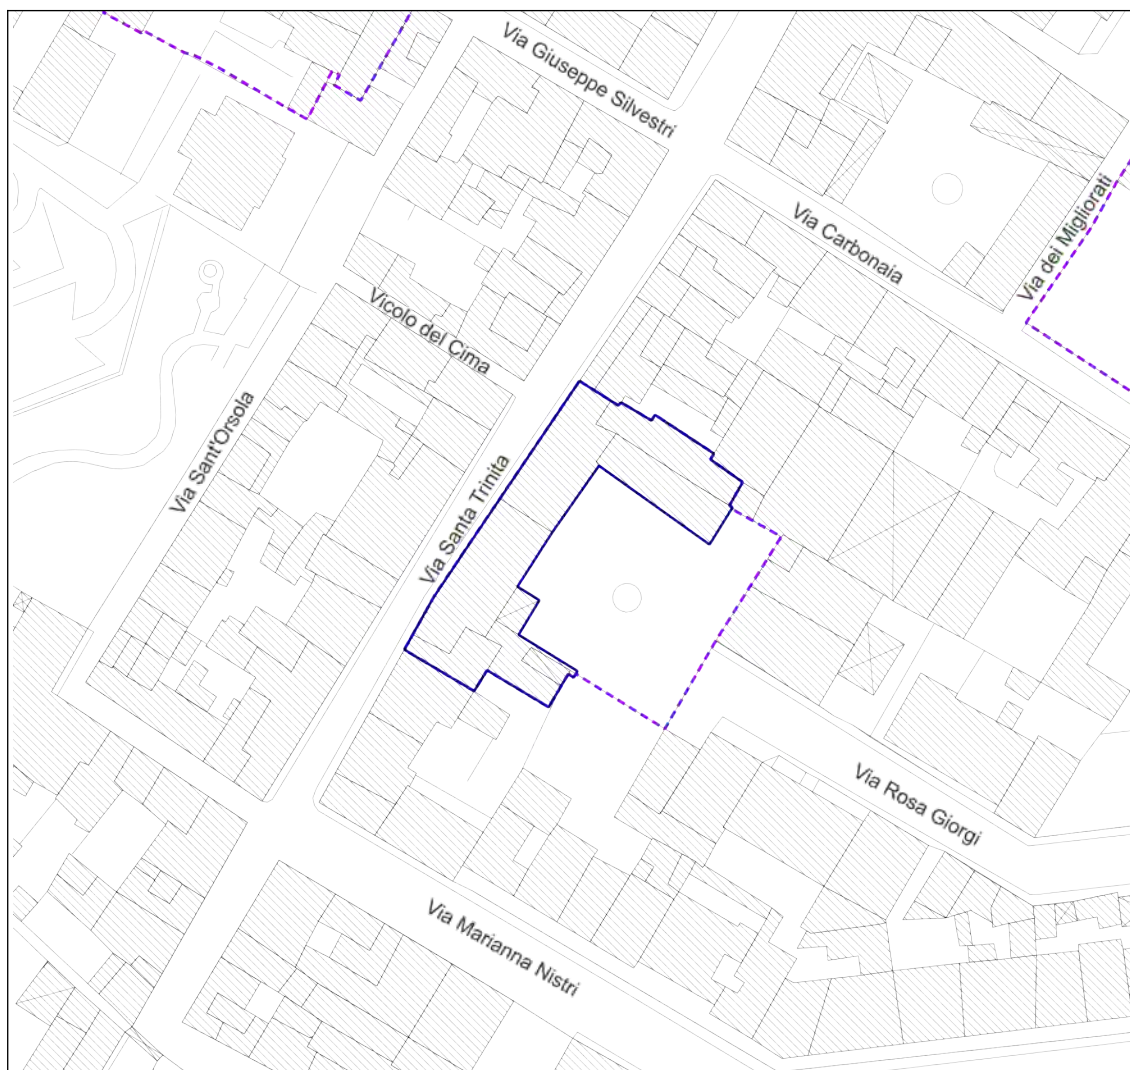 Via Giuseppe Silvestri
Via dei Migliorati
Via Carbonaia
Vicolo del Cima
Via Sant'Orsola
Via Santa Trinita
Via Rosa Giorgi
Via Marianna Nistri